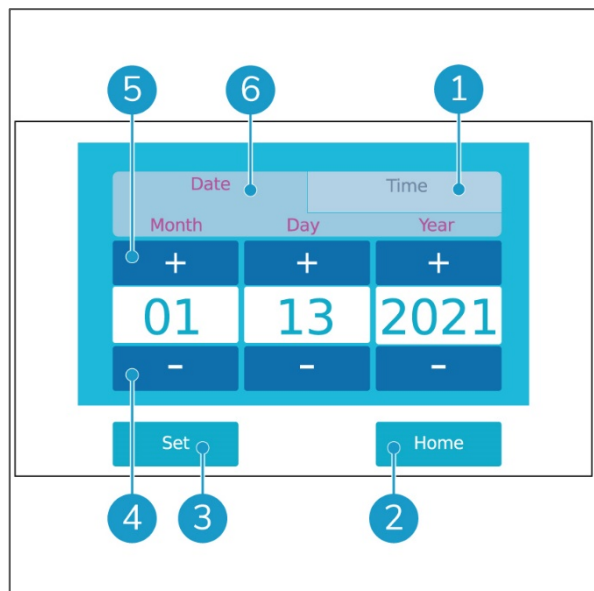 5 6 1
Date Time
Month Day Year
+ + +
01 13 2021
- - -
Set Home
4 3 2